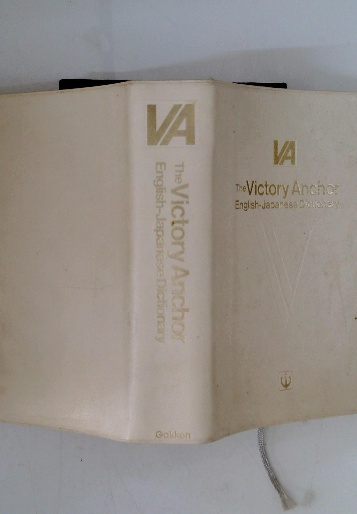 VA
The Victory Anchor
English-Japanese Dictionary
Gakken
VA
The Victory Anchor
English-Japanese Dictionary